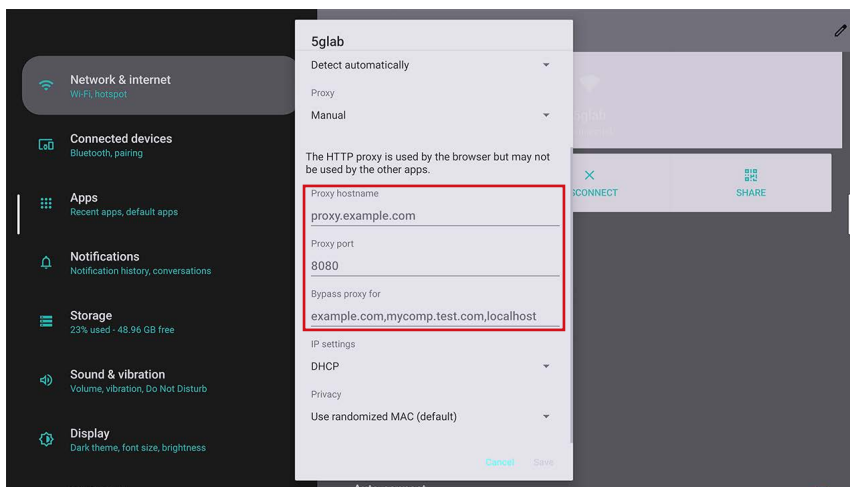 Network & internet
Wi-Fi, hotspot
Connected devices
Bluetooth, pairing
Apps
Recent apps, default apps
Notifications
Notification history, conversations
Storage
23% used - 48.96 GB free
Sound & vibration
Volume, vibration, Do Not Disturb
Display
Dark theme, font size, brightness
5glab
Detect automatically
Proxy
Manual
The HTTP proxy is used by the browser but may not
be used by the other apps.
Proxy hostname
proxy.example.com
Proxy port
8080
Bypass proxy for
example.com,mycomp.test.com,localhost
IP settings
DHCP
Privacy
Use randomized MAC (default)
Cancel
Save
SCONNECT
SHARE